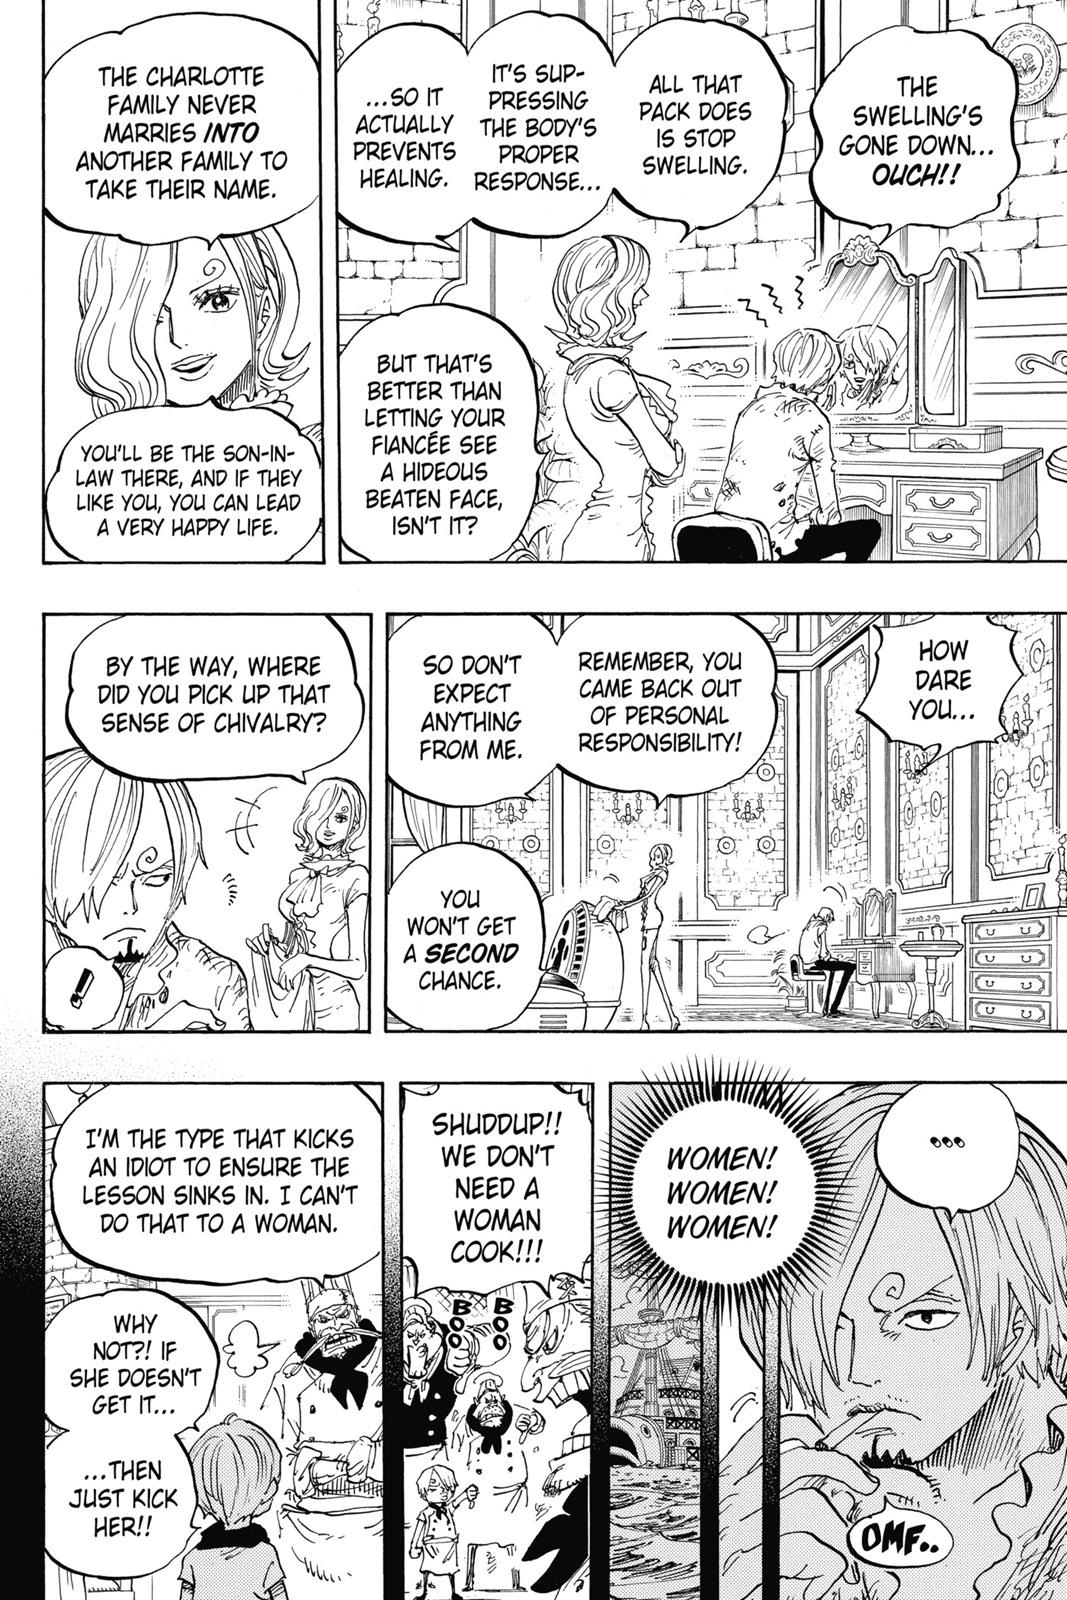 THE
SWELLING'S
GONE DOWN...
OUCH!!
ALL THAT
PACK DOES
IS STOP
SWELLING.
IT'S SUP-
PRESSING
THE BODY'S
PROPER
RESPONSE...
...SO IT
ACTUALLY
PREVENTS
HEALING.
BUT THAT'S
BETTER THAN
LETTING YOUR
FIANCÉE SEE
A HIDEOUS
BEATEN FACE,
ISN'T IT?
THE CHARLOTTE
FAMILY NEVER
MARRIES INTO
ANOTHER FAMILY TO
TAKE THEIR NAME.
YOU'LL BE THE SON-IN-
LAW THERE, AND IF THEY
LIKE YOU, YOU CAN LEAD
A VERY HAPPY LIFE.
HOW
DARE
YOU...
REMEMBER, YOU
CAME BACK OUT
OF PERSONAL
RESPONSIBILITY!
SO DON'T
EXPECT
ANYTHING
FROM ME.
YOU
WON'T GET
A SECOND
CHANCE.
BY THE WAY, WHERE
DID YOU PICK UP THAT
SENSE OF CHIVALRY?
!
...
OMF..
WOMEN!
WOMEN!
WOMEN!
SHUDDUP!!
WE DON'T
NEED A
WOMAN
COOK!!!
BOO
BOO
I'M THE TYPE THAT KICKS
AN IDIOT TO ENSURE THE
LESSON SINKS IN. I CAN'T
DO THAT TO A WOMAN.
WHY
NOT?! IF
SHE DOESN'T
GET IT...
...THEN
JUST KICK
HER!!